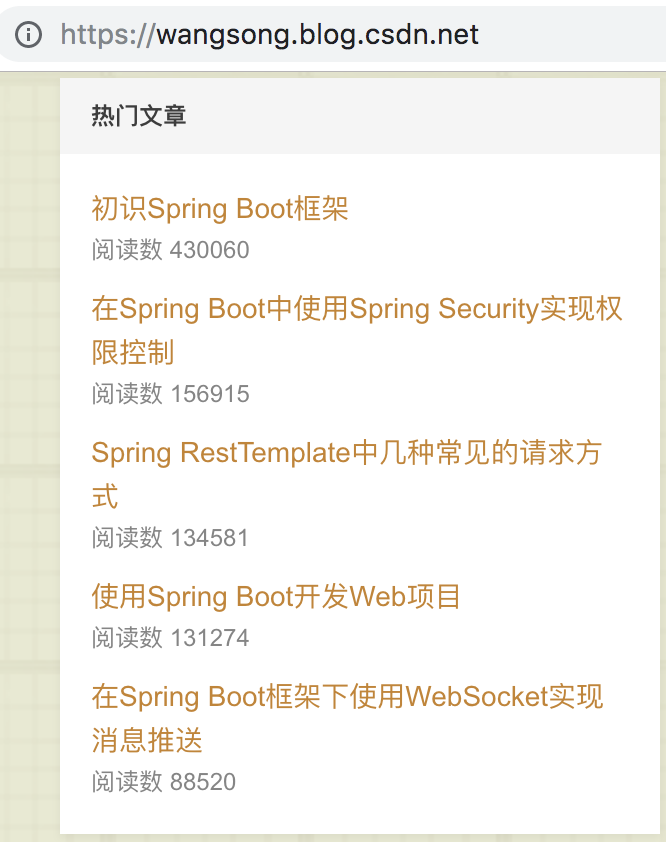 https://wangsong.blog.csdn.net
热门文章
初识Spring Boot框架
阅读数 430060
在Spring Boot中使用Spring Security实现权
限控制
阅读数 156915
Spring RestTemplate中几种常见的请求方
式
阅读数 134581
使用Spring Boot开发Web项目
阅读数 131274
在Spring Boot框架下使用WebSocket实现
消息推送
阅读数 88520